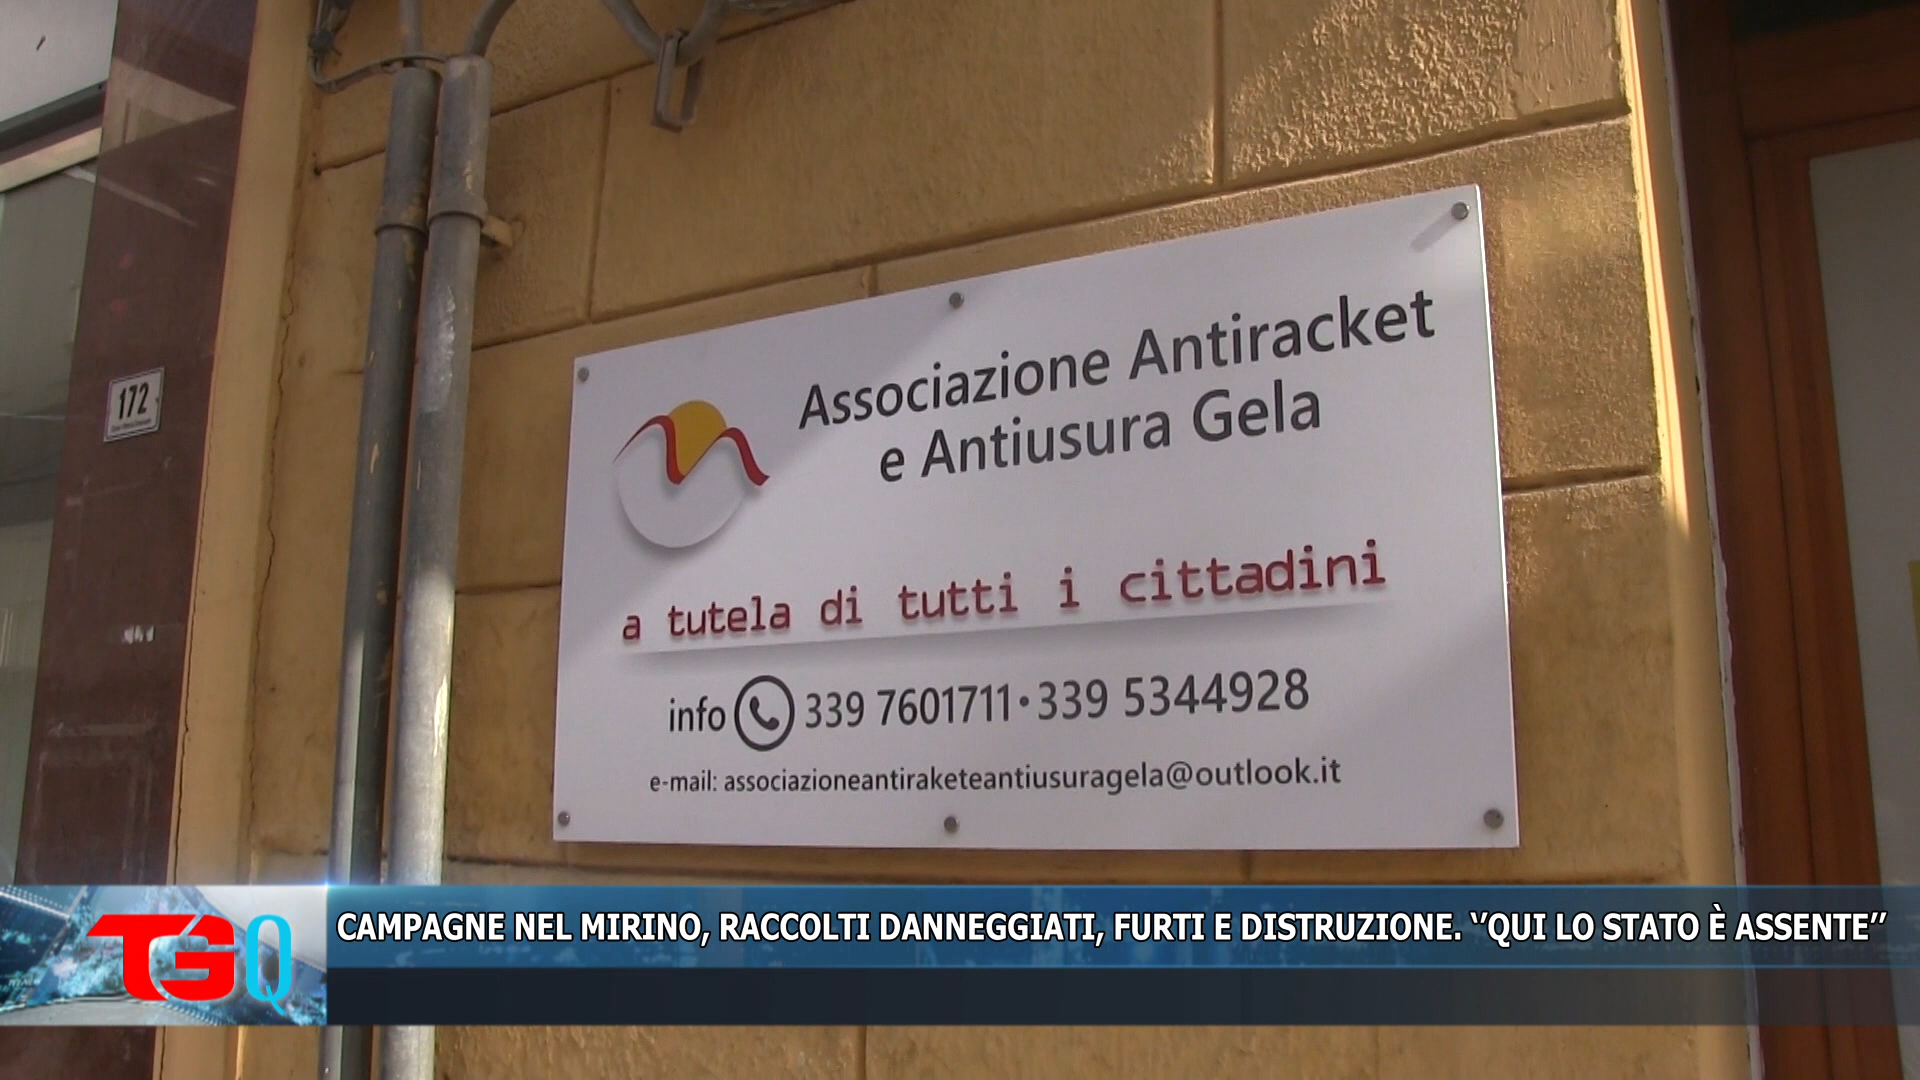 172
Associazione Antiracket
e Antiusura Gela
a tutela di tutti i cittadini
info 339 7601711 · 339 5344928
e-mail: associazioneantiraketeantiusuragela@outlook.it
TGQ
CAMPAGNE NEL MIRINO, RACCOLTI DANNEGGIATI, FURTI E DISTRUZIONE. ‘’QUI LO STATO È ASSENTE’’